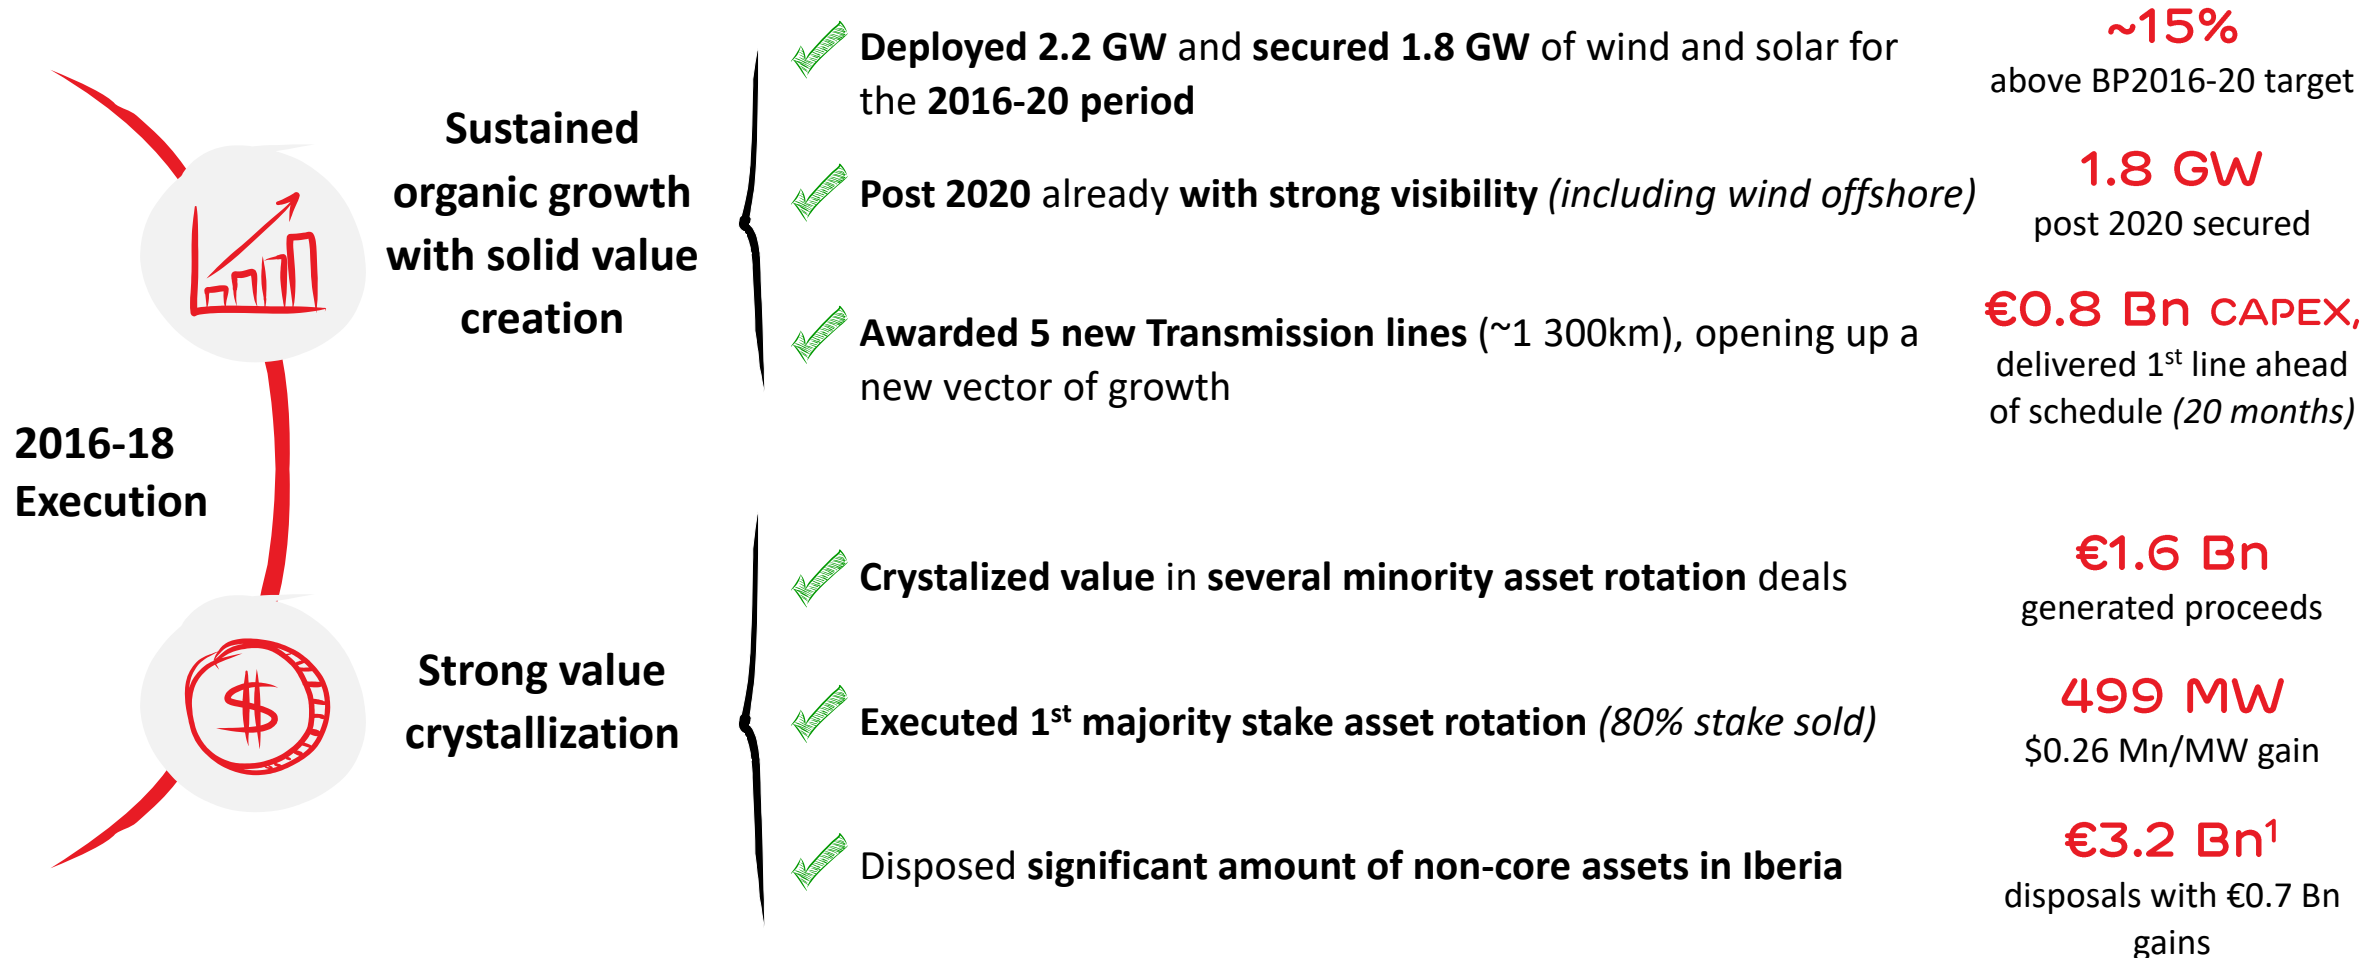 2016-18
Execution
Sustained
organic growth
with solid value
creation
Deployed 2.2 GW and secured 1.8 GW of wind and solar for
the 2016-20 period
~15%
above BP2016-20 target
Post 2020 already with strong visibility (including wind offshore)
1.8 GW
post 2020 secured
Awarded 5 new Transmission lines (~1 300km), opening up a
new vector of growth
€0.8 Bn CAPEX,
delivered 1st line ahead
of schedule (20 months)
Strong value
crystallization
Crystalized value in several minority asset rotation deals
€1.6 Bn
generated proceeds
Executed 1st majority stake asset rotation (80% stake sold)
499 MW
$0.26 Mn/MW gain
Disposed significant amount of non-core assets in Iberia
€3.2 Bn1
disposals with €0.7 Bn
gains
$